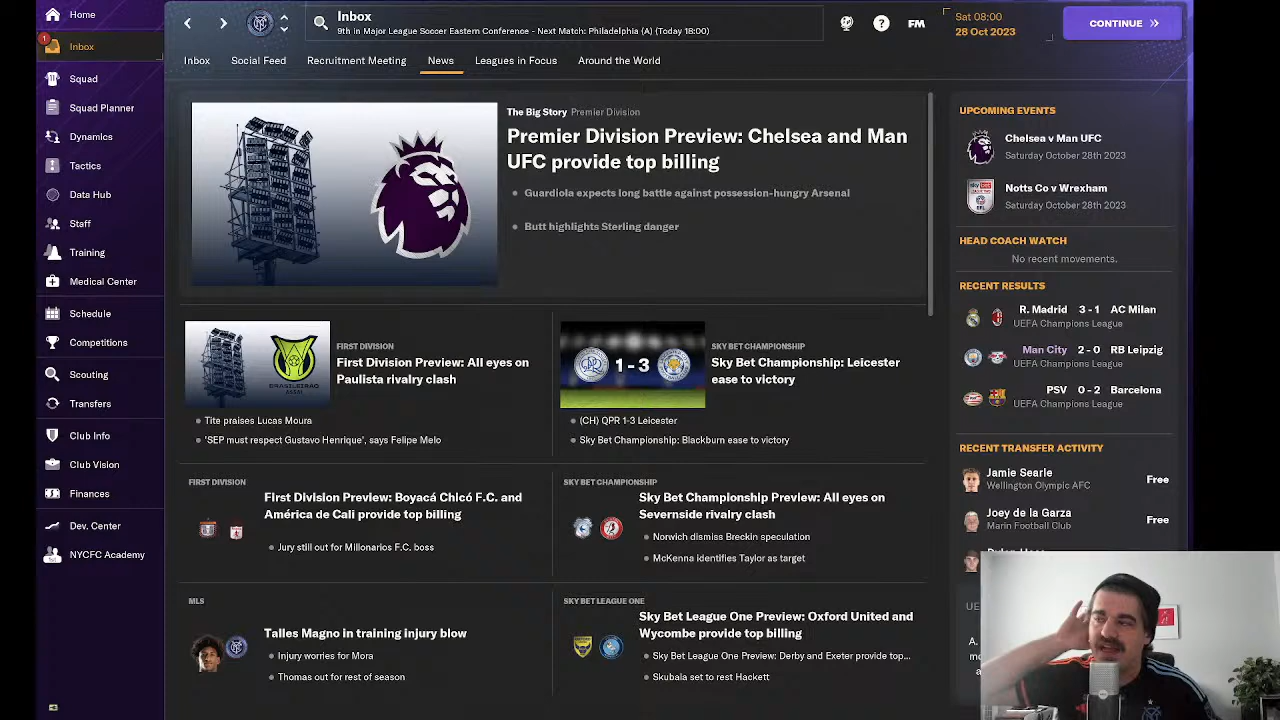 Home
Inbox
Squad
Squad Planner
Dynamics
Tactics
Data Hub
Staff
Training
Medical Center
Schedule
Competitions
Scouting
Transfers
Club Info
Club Vision
Finances
Dev. Center
NYCFC Academy
1
Inbox
9th in Major League Soccer Eastern Conference - Next Match: Philadelphia (A) (Today 18:00)
?
FM
Sat 08:00
28 Oct 2023
CONTINUE
Inbox
Social Feed
Recruitment Meeting
News
Leagues in Focus
Around the World
The Big Story Premier Division
Premier Division Preview: Chelsea and Man
UFC provide top billing
Guardiola expects long battle against possession-hungry Arsenal
Butt highlights Sterling danger
BRASILEIRAO
ASSAÍ
FIRST DIVISION
First Division Preview: All eyes on
Paulista rivalry clash
Tite praises Lucas Moura
'SEP must respect Gustavo Henrique', says Felipe Melo
1 - 3
SKY BET CHAMPIONSHIP
Sky Bet Championship: Leicester
ease to victory
(CH) QPR 1-3 Leicester
Sky Bet Championship: Blackburn ease to victory
FIRST DIVISION
First Division Preview: Boyacá Chicó F.C. and
América de Cali provide top billing
Jury still out for Milionarios F.C. boss
SKY BET CHAMPIONSHIP
Sky Bet Championship Preview: All eyes on
Severnside rivalry clash
Norwich dismiss Breckin speculation
McKenna identifies Taylor as target
MLS
Talles Magno in training injury blow
Injury worries for Mora
Thomas out for rest of season
SKY BET LEAGUE ONE
Sky Bet League One Preview: Oxford United and
Wycombe provide top billing
Sky Bet League One Preview: Derby and Exeter provide top...
Skubala set to rest Hackett
UPCOMING EVENTS
Chelsea v Man UFC
Saturday October 28th 2023
Notts Co v Wrexham
Saturday October 28th 2023
HEAD COACH WATCH
No recent movements.
RECENT RESULTS
R. Madrid 3 - 1 AC Milan
UEFA Champions League
Man City 2 - 0 RB Leipzig
UEFA Champions League
PSV 0 - 2 Barcelona
UEFA Champions League
RECENT TRANSFER ACTIVITY
Jamie Searle
Wellington Olympic AFC
Free
Joey de la Garza
Marin Football Club
Free